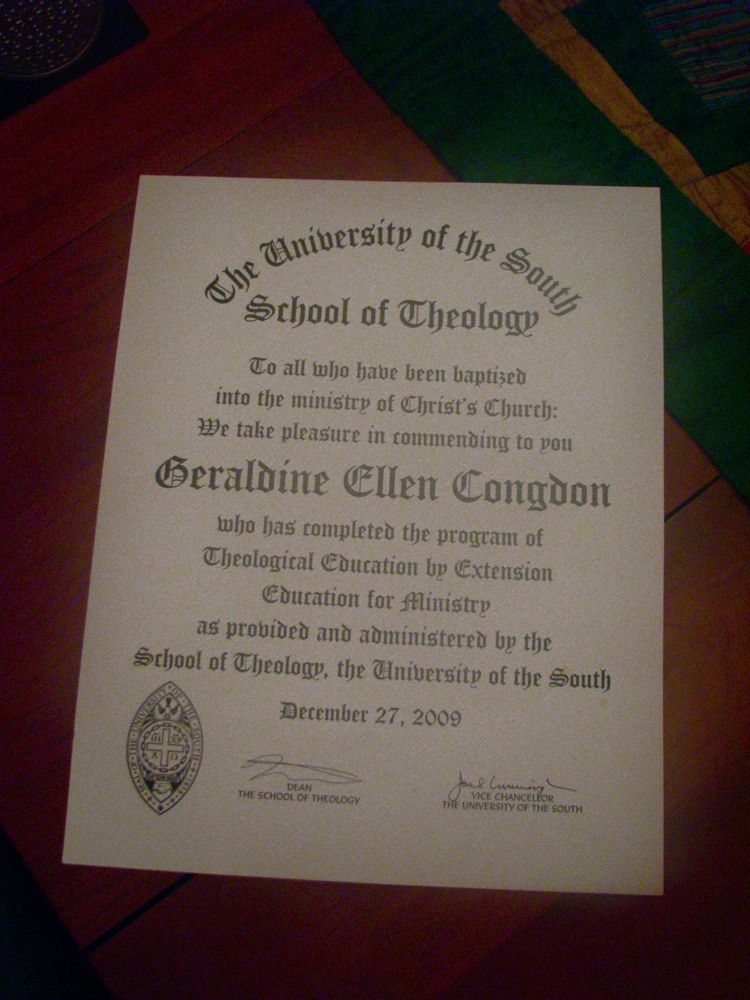 The University of the South
School of Theology
To all who have been baptized
into the ministry of Christ's Church:
We take pleasure in commending to you
Geraldine Ellen Congdon
who has completed the program of
Theological Education by Extension
Education for Ministry
as provided and administered by the
School of Theology, the University of the South
December 27, 2009
DEAN
THE SCHOOL OF THEOLOGY
VICE CHANCELLOR
THE UNIVERSITY OF THE SOUTH